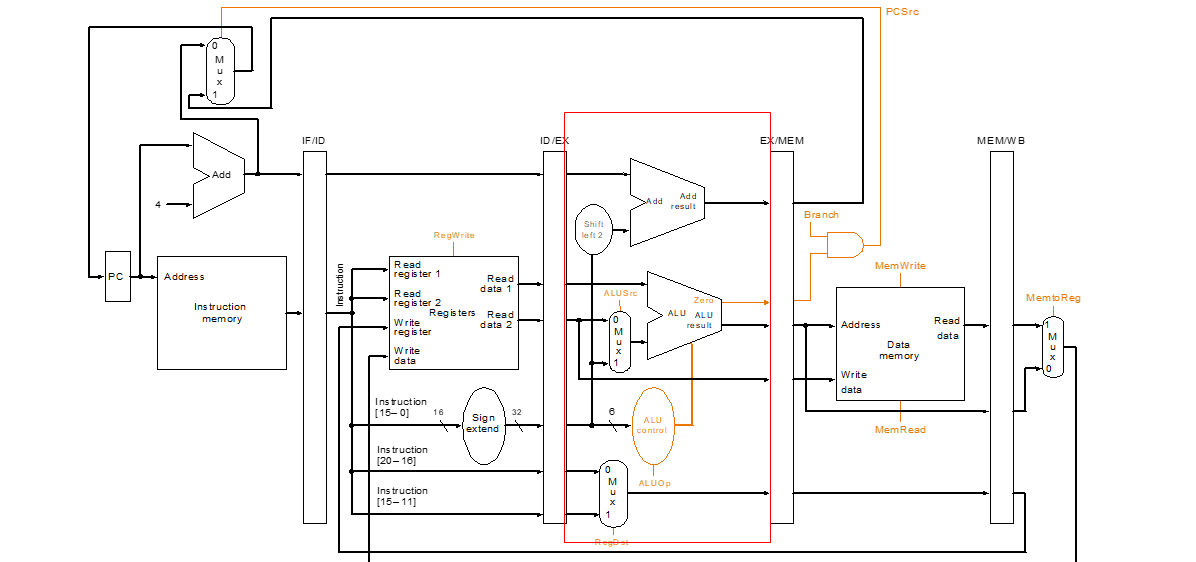 PCSrc
0
M
u
x
1
IF/ID
ID/EX
EX/MEM
MEM/WB
Add
4
PC
Address
Instruction
memory
Instruction
RegWrite
Read
register 1
Read
register 2
Write
register
Write
data
Registers
Read
data 1
Read
data 2
Instruction
[15–0]
16
Sign
extend
32
Instruction
[20–16]
Instruction
[15–11]
Shift
left 2
Add
Add
result
ALUSrc
0
M
u
x
1
Zero
ALU
ALU
result
6
ALU
control
ALUOp
0
M
u
x
1
RegDst
Branch
MemWrite
Address
Read
data
Data
memory
Write
data
MemRead
MemtoReg
1
M
u
x
0